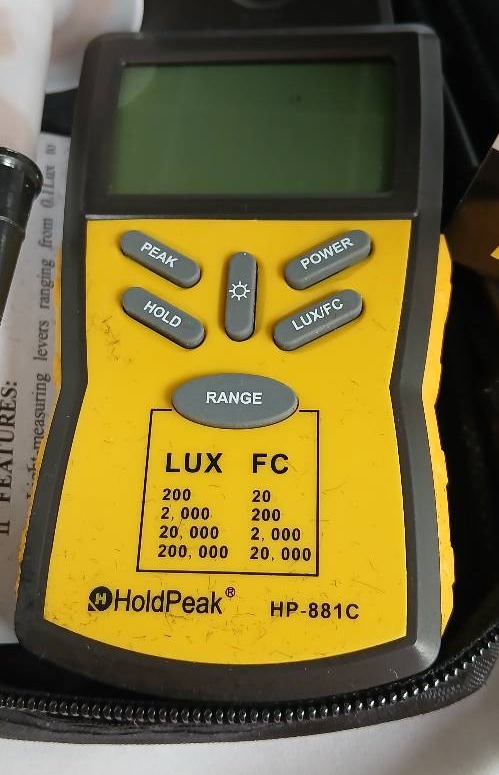 PEAK
POWER
HOLD
LUX/FC
RANGE
LUX FC
200 20
2,000 200
20,000 2,000
200,000 20,000
H HoldPeak® HP-881C
II FEATURES:
measuring levers ranging from 0.1Lux to